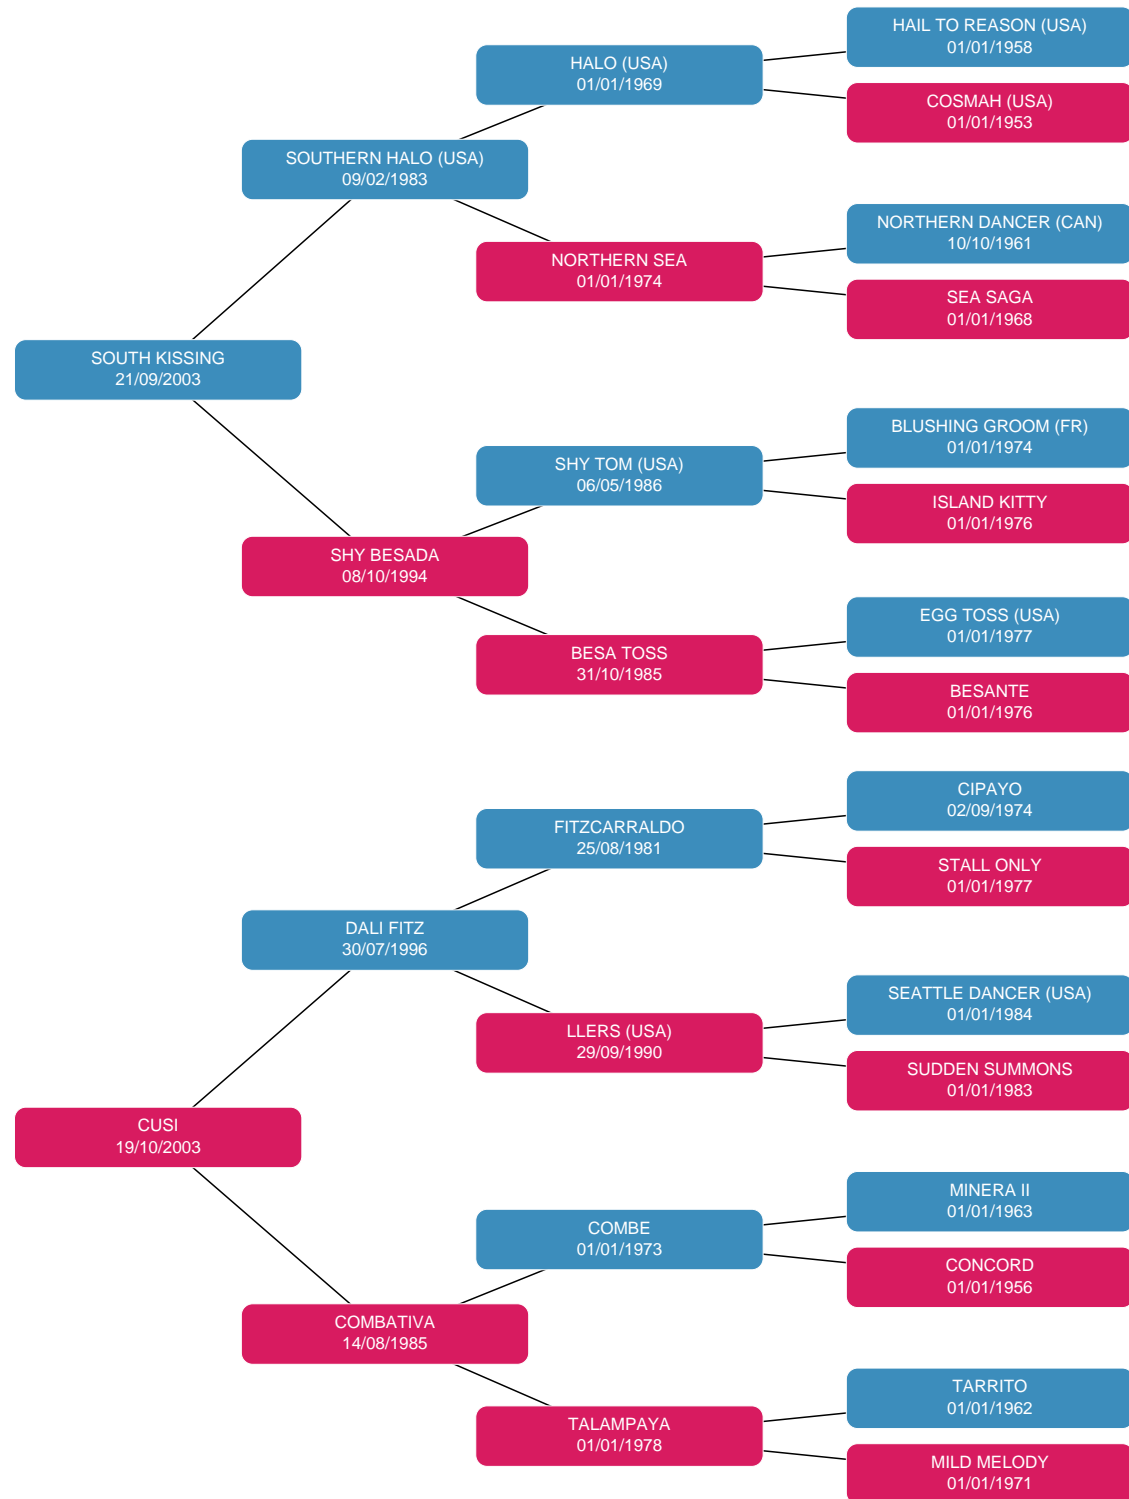 HAIL TO REASON (USA)
01/01/1958
HALO (USA)
01/01/1969
COSMAH (USA)
01/01/1953
SOUTHERN HALO (USA)
09/02/1983
NORTHERN DANCER (CAN)
10/10/1961
NORTHERN SEA
01/01/1974
SEA SAGA
01/01/1968
SOUTH KISSING
21/09/2003
BLUSHING GROOM (FR)
01/01/1974
SHY TOM (USA)
06/05/1986
ISLAND KITTY
01/01/1976
SHY BESADA
08/10/1994
EGG TOSS (USA)
01/01/1977
BESA TOSS
31/10/1985
BESANTE
01/01/1976
CIPAYO
02/09/1974
FITZCARRALDO
25/08/1981
STALL ONLY
01/01/1977
DALI FITZ
30/07/1996
SEATTLE DANCER (USA)
01/01/1984
LLERS (USA)
29/09/1990
SUDDEN SUMMONS
01/01/1983
CUSI
19/10/2003
MINERA II
01/01/1963
COMBE
01/01/1973
CONCORD
01/01/1956
COMBATIVA
14/08/1985
TARRITO
01/01/1962
TALAMPAYA
01/01/1978
MILD MELODY
01/01/1971